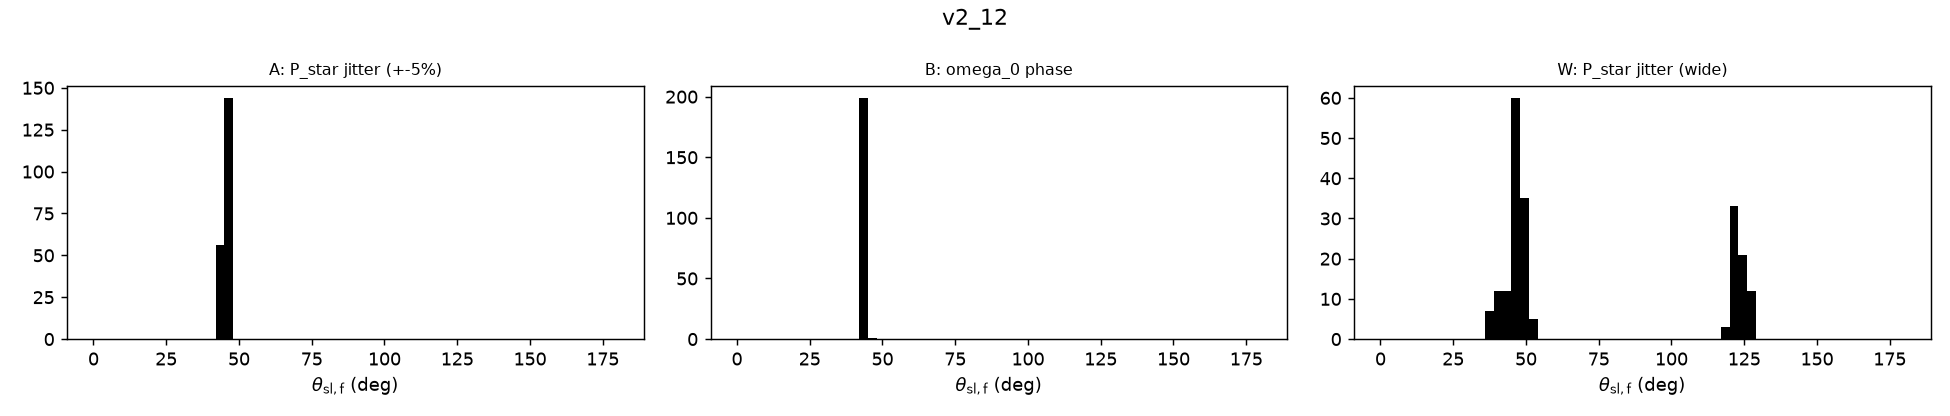 v2_12
A: P_star jitter (+-5%)
150
125
100
75
50
25
0
0 25 50 75 100 125 150 175
θsl, f (deg)
B: omega_0 phase
200
150
100
50
0
0 25 50 75 100 125 150 175
θsl, f (deg)
W: P_star jitter (wide)
60
50
40
30
20
10
0
0 25 50 75 100 125 150 175
θsl, f (deg)